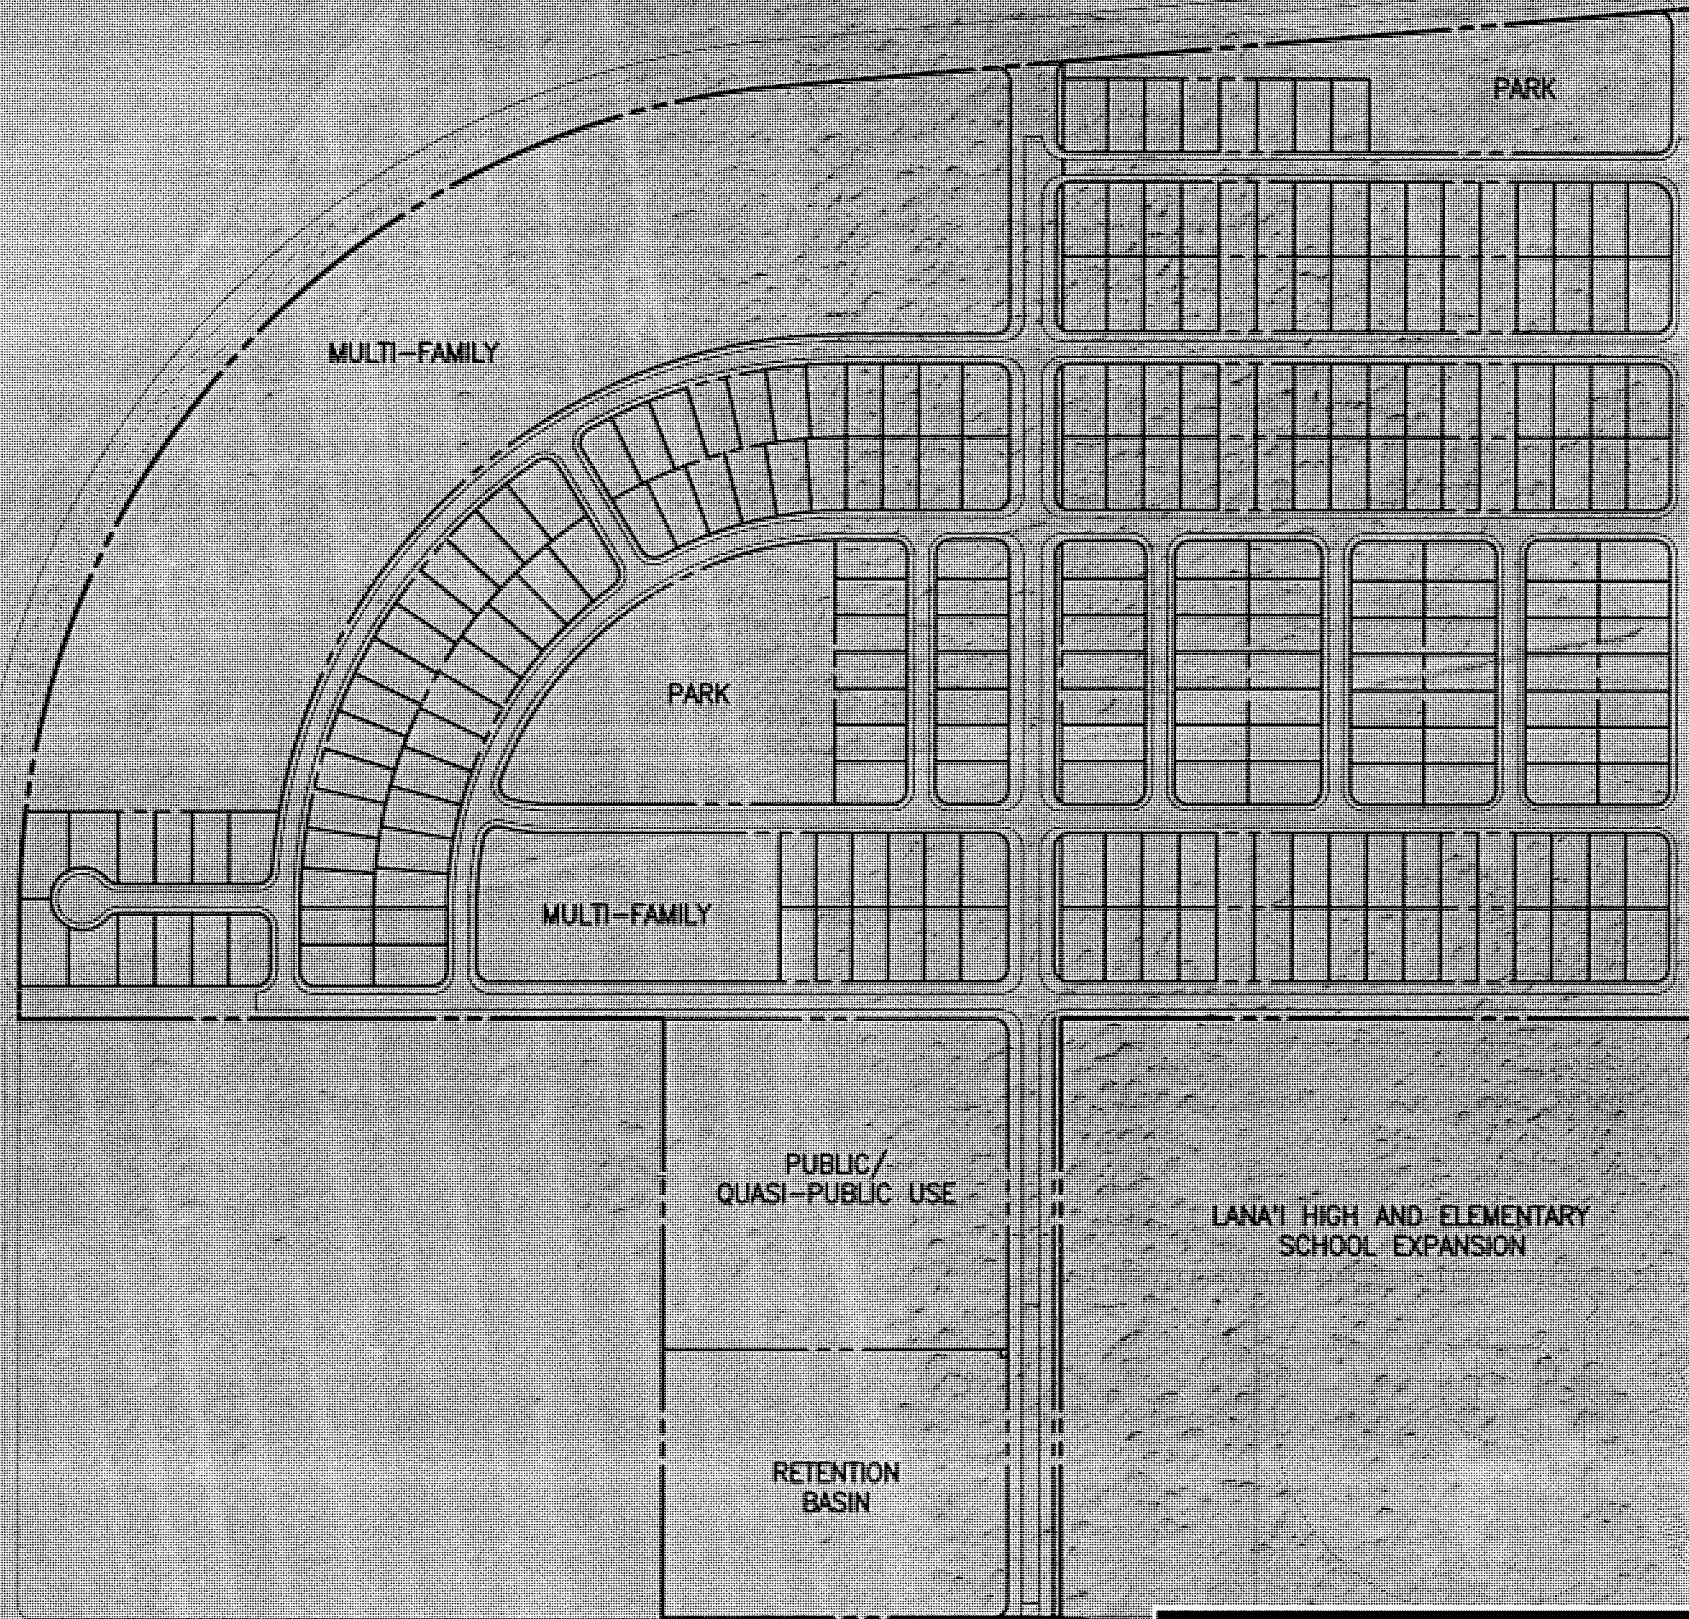 PARK
MULTI-FAMILY
PARK
MULTI-FAMILY
PUBLIC/
QUASI-PUBLIC USE
LANA'I HIGH AND ELEMENTARY
SCHOOL EXPANSION
RETENTION
BASIN